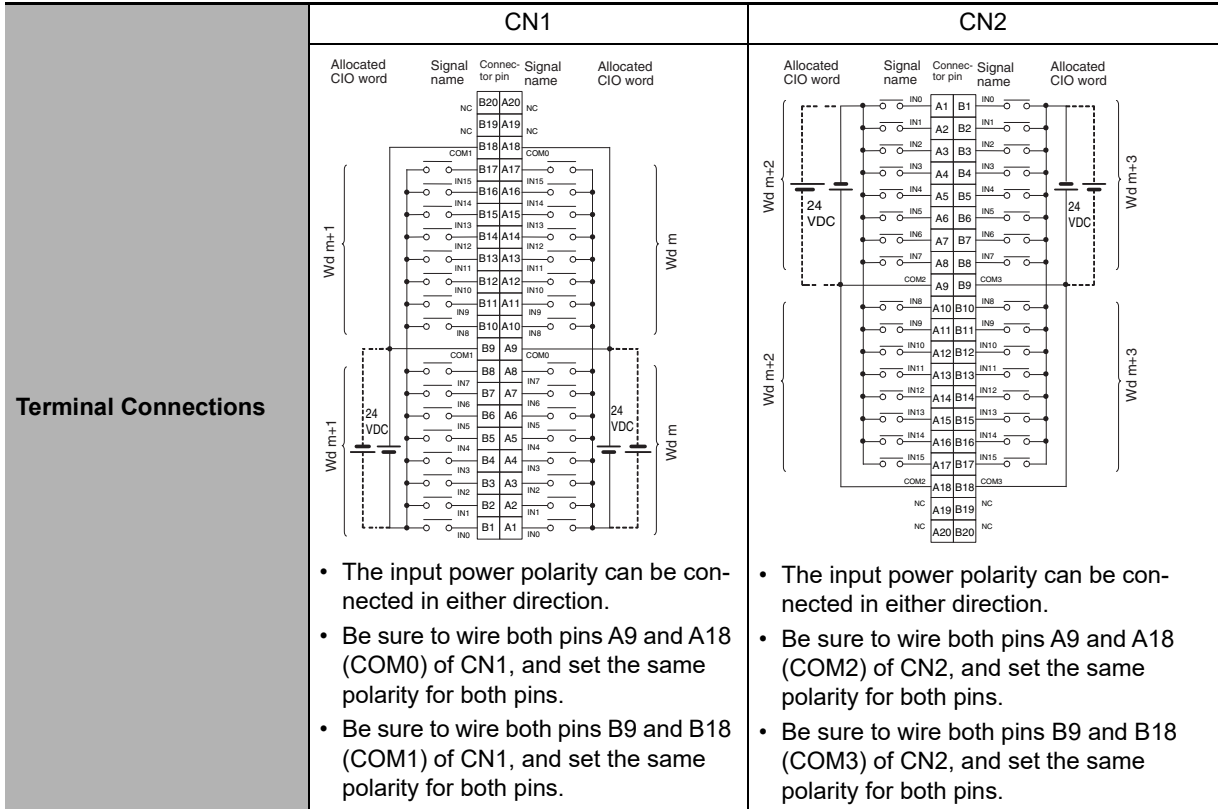 CN1
CN2
Terminal Connections
Allocated CIO word Signal name Connec-tor pin Signal name Allocated CIO word
NC B20 A20 NC
NC B19 A19 NC
COM1 B18 A18 COM0
IN15 B17 A17 IN15
IN14 B16 A16 IN14
IN13 B15 A15 IN13
IN12 B14 A14 IN12
IN11 B13 A13 IN11
IN10 B12 A12 IN10
IN9 B11 A11 IN9
IN8 B10 A10 IN8
COM1 B9 A9 COM0
IN7 B8 A8 IN7
IN6 B7 A7 IN6
IN5 B6 A6 IN5
IN4 B5 A5 IN4
IN3 B4 A4 IN3
IN2 B3 A3 IN2
IN1 B2 A2 IN1
IN0 B1 A1 IN0
Wd m+1
Wd m
Wd m+1
Wd m
24 VDC
24 VDC
• The input power polarity can be con-
nected in either direction.
• Be sure to wire both pins A9 and A18
(COM0) of CN1, and set the same
polarity for both pins.
• Be sure to wire both pins B9 and B18
(COM1) of CN1, and set the same
polarity for both pins.
Allocated CIO word Signal name Connec-tor pin Signal name Allocated CIO word
IN0 A1 B1 IN0
IN1 A2 B2 IN1
IN2 A3 B3 IN2
IN3 A4 B4 IN3
IN4 A5 B5 IN4
IN5 A6 B6 IN5
IN6 A7 B7 IN6
IN7 A8 B8 IN7
COM2 A9 B9 COM3
IN8 A10 B10 IN8
IN9 A11 B11 IN9
IN10 A12 B12 IN10
IN11 A13 B13 IN11
IN12 A14 B14 IN12
IN13 A15 B15 IN13
IN14 A16 B16 IN14
IN15 A17 B17 IN15
COM2 A18 B18 COM3
NC A19 B19 NC
NC A20 B20 NC
Wd m+2
Wd m+3
Wd m+2
Wd m+3
24 VDC
24 VDC
• The input power polarity can be con-
nected in either direction.
• Be sure to wire both pins A9 and A18
(COM2) of CN2, and set the same
polarity for both pins.
• Be sure to wire both pins B9 and B18
(COM3) of CN2, and set the same
polarity for both pins.